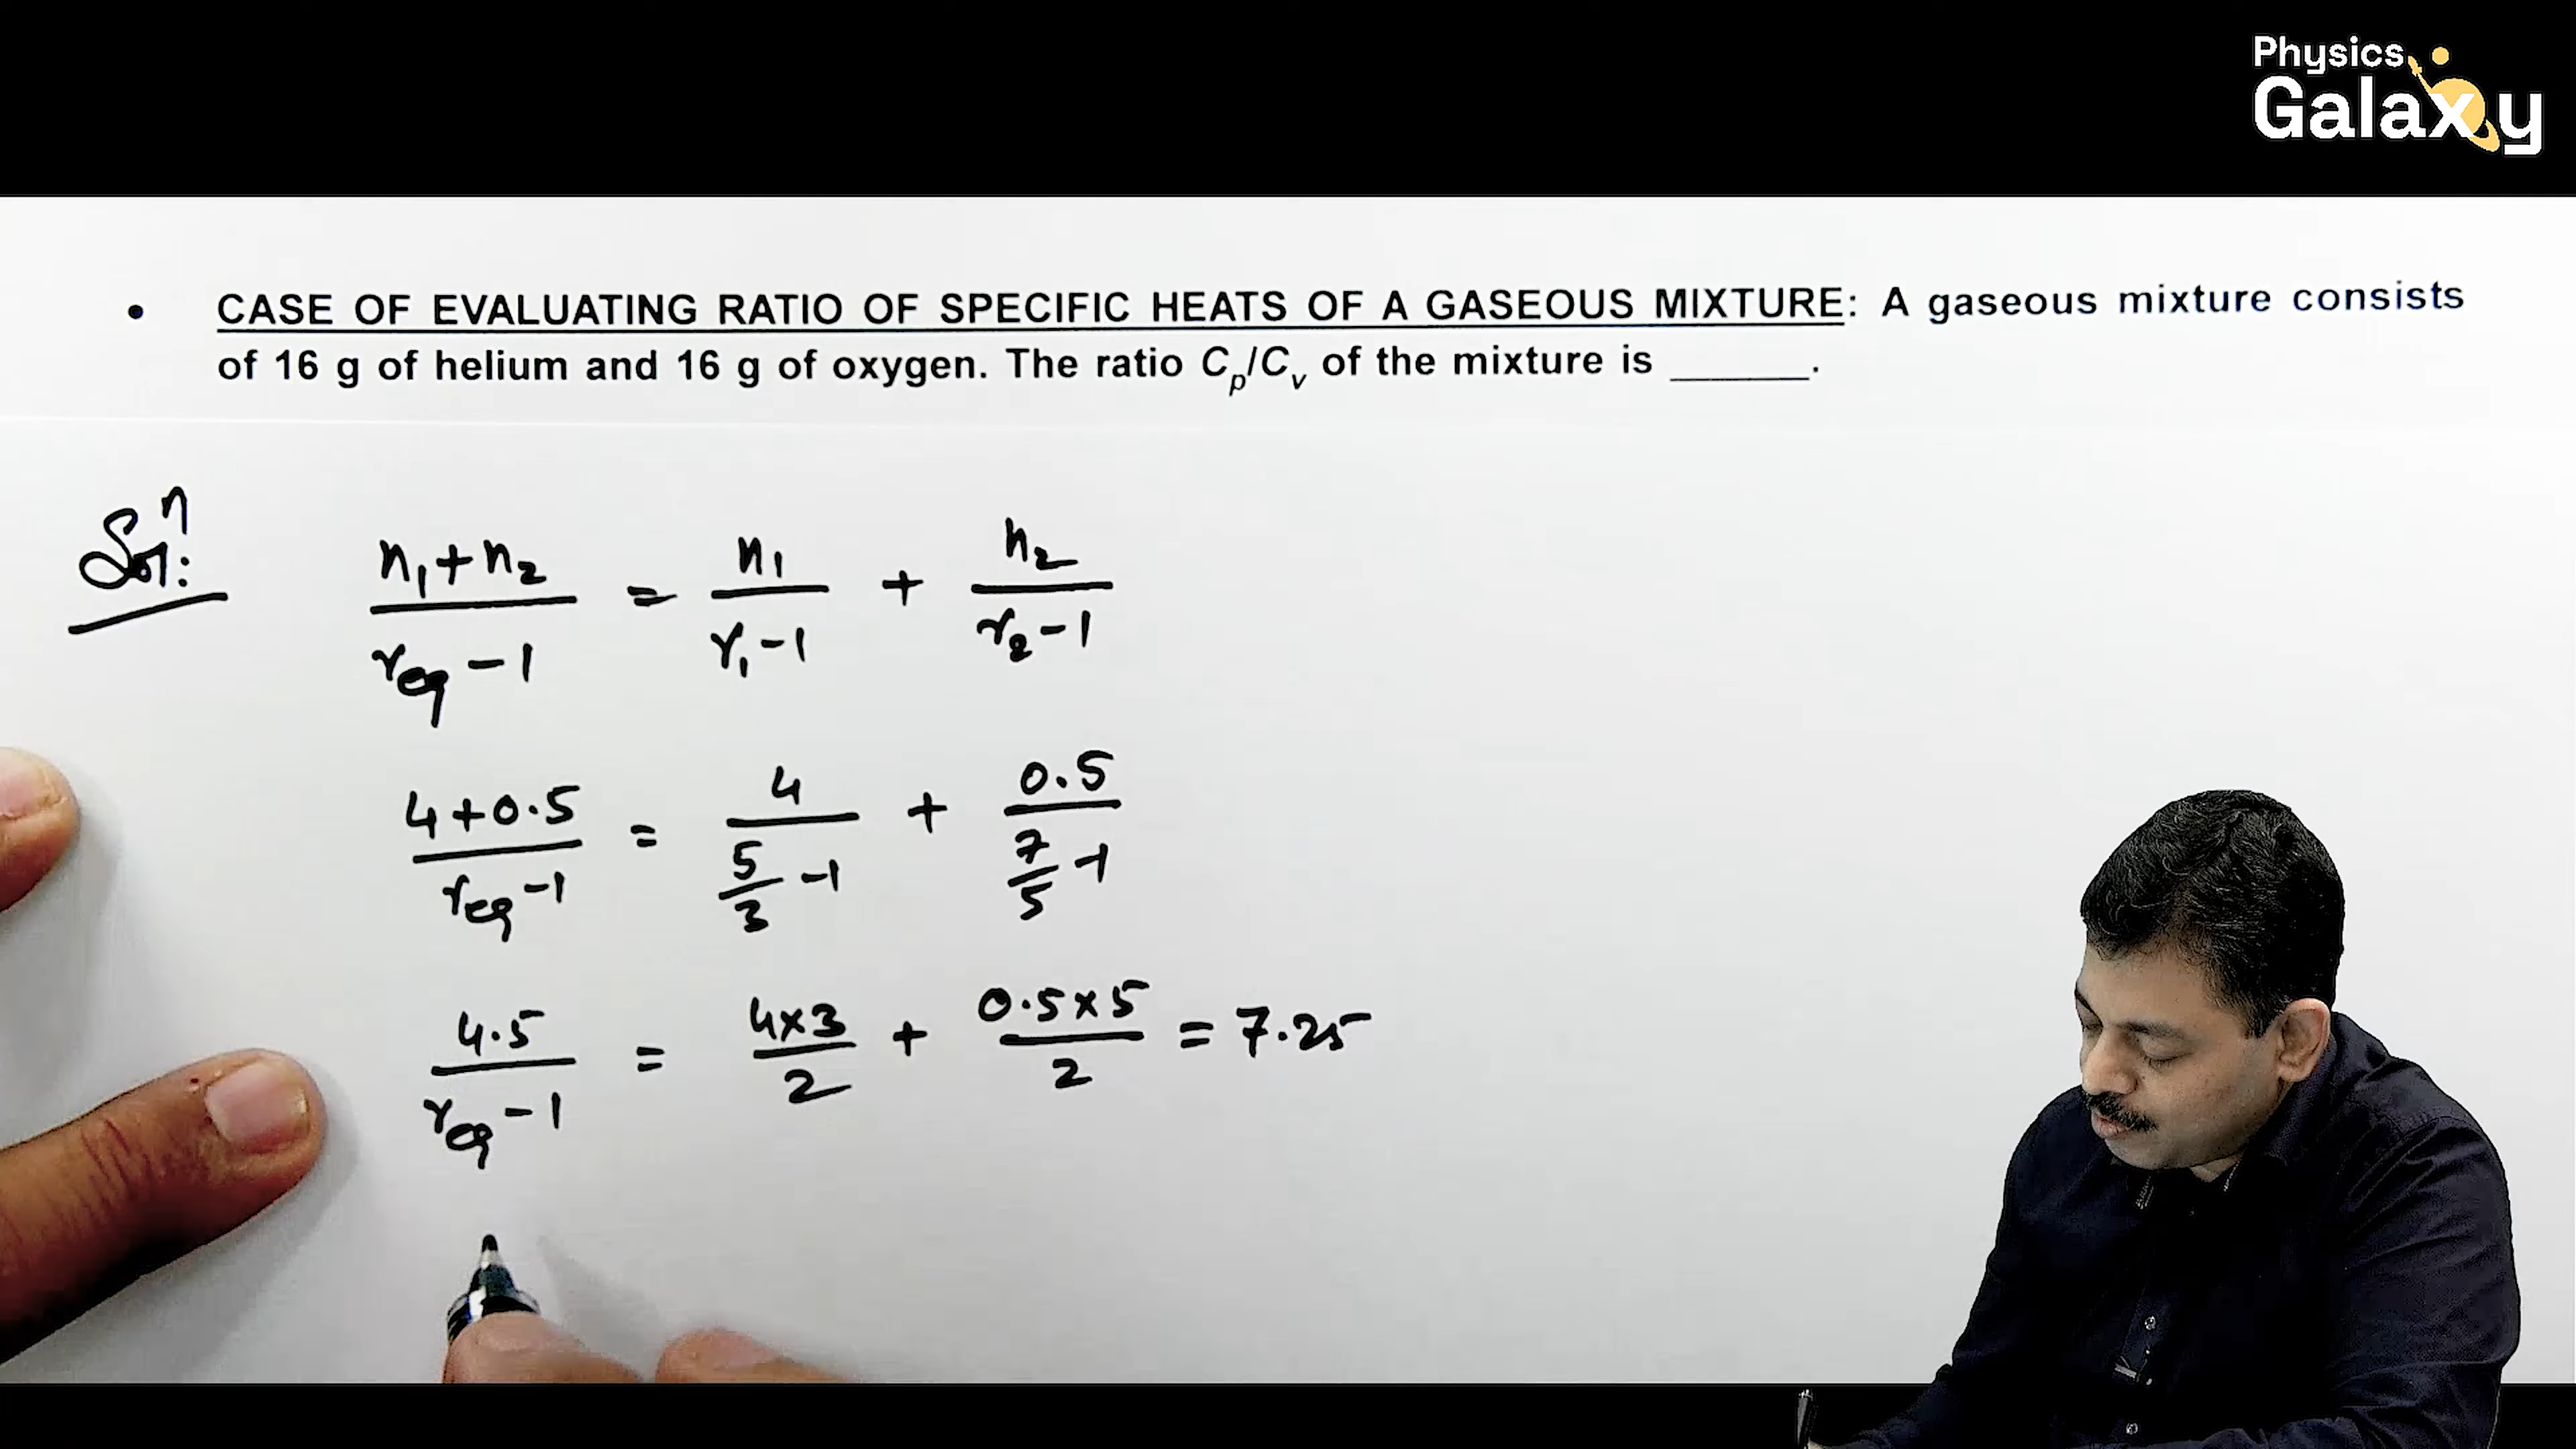 Physics
Galaxy
• CASE OF EVALUATING RATIO OF SPECIFIC HEATS OF A GASEOUS MIXTURE: A gaseous mixture consists
of 16 g of helium and 16 g of oxygen. The ratio Cp/Cv of the mixture is ______.
Solⁿ:
(n₁+n₂)/(γeq−1) = n₁/(γ₁−1) + n₂/(γ₂−1)
(4+0.5)/(γeq−1) = 4/(5/3−1) + 0.5/(7/5−1)
4.5/(γeq−1) = (4×3)/2 + (0.5×5)/2 = 7.25